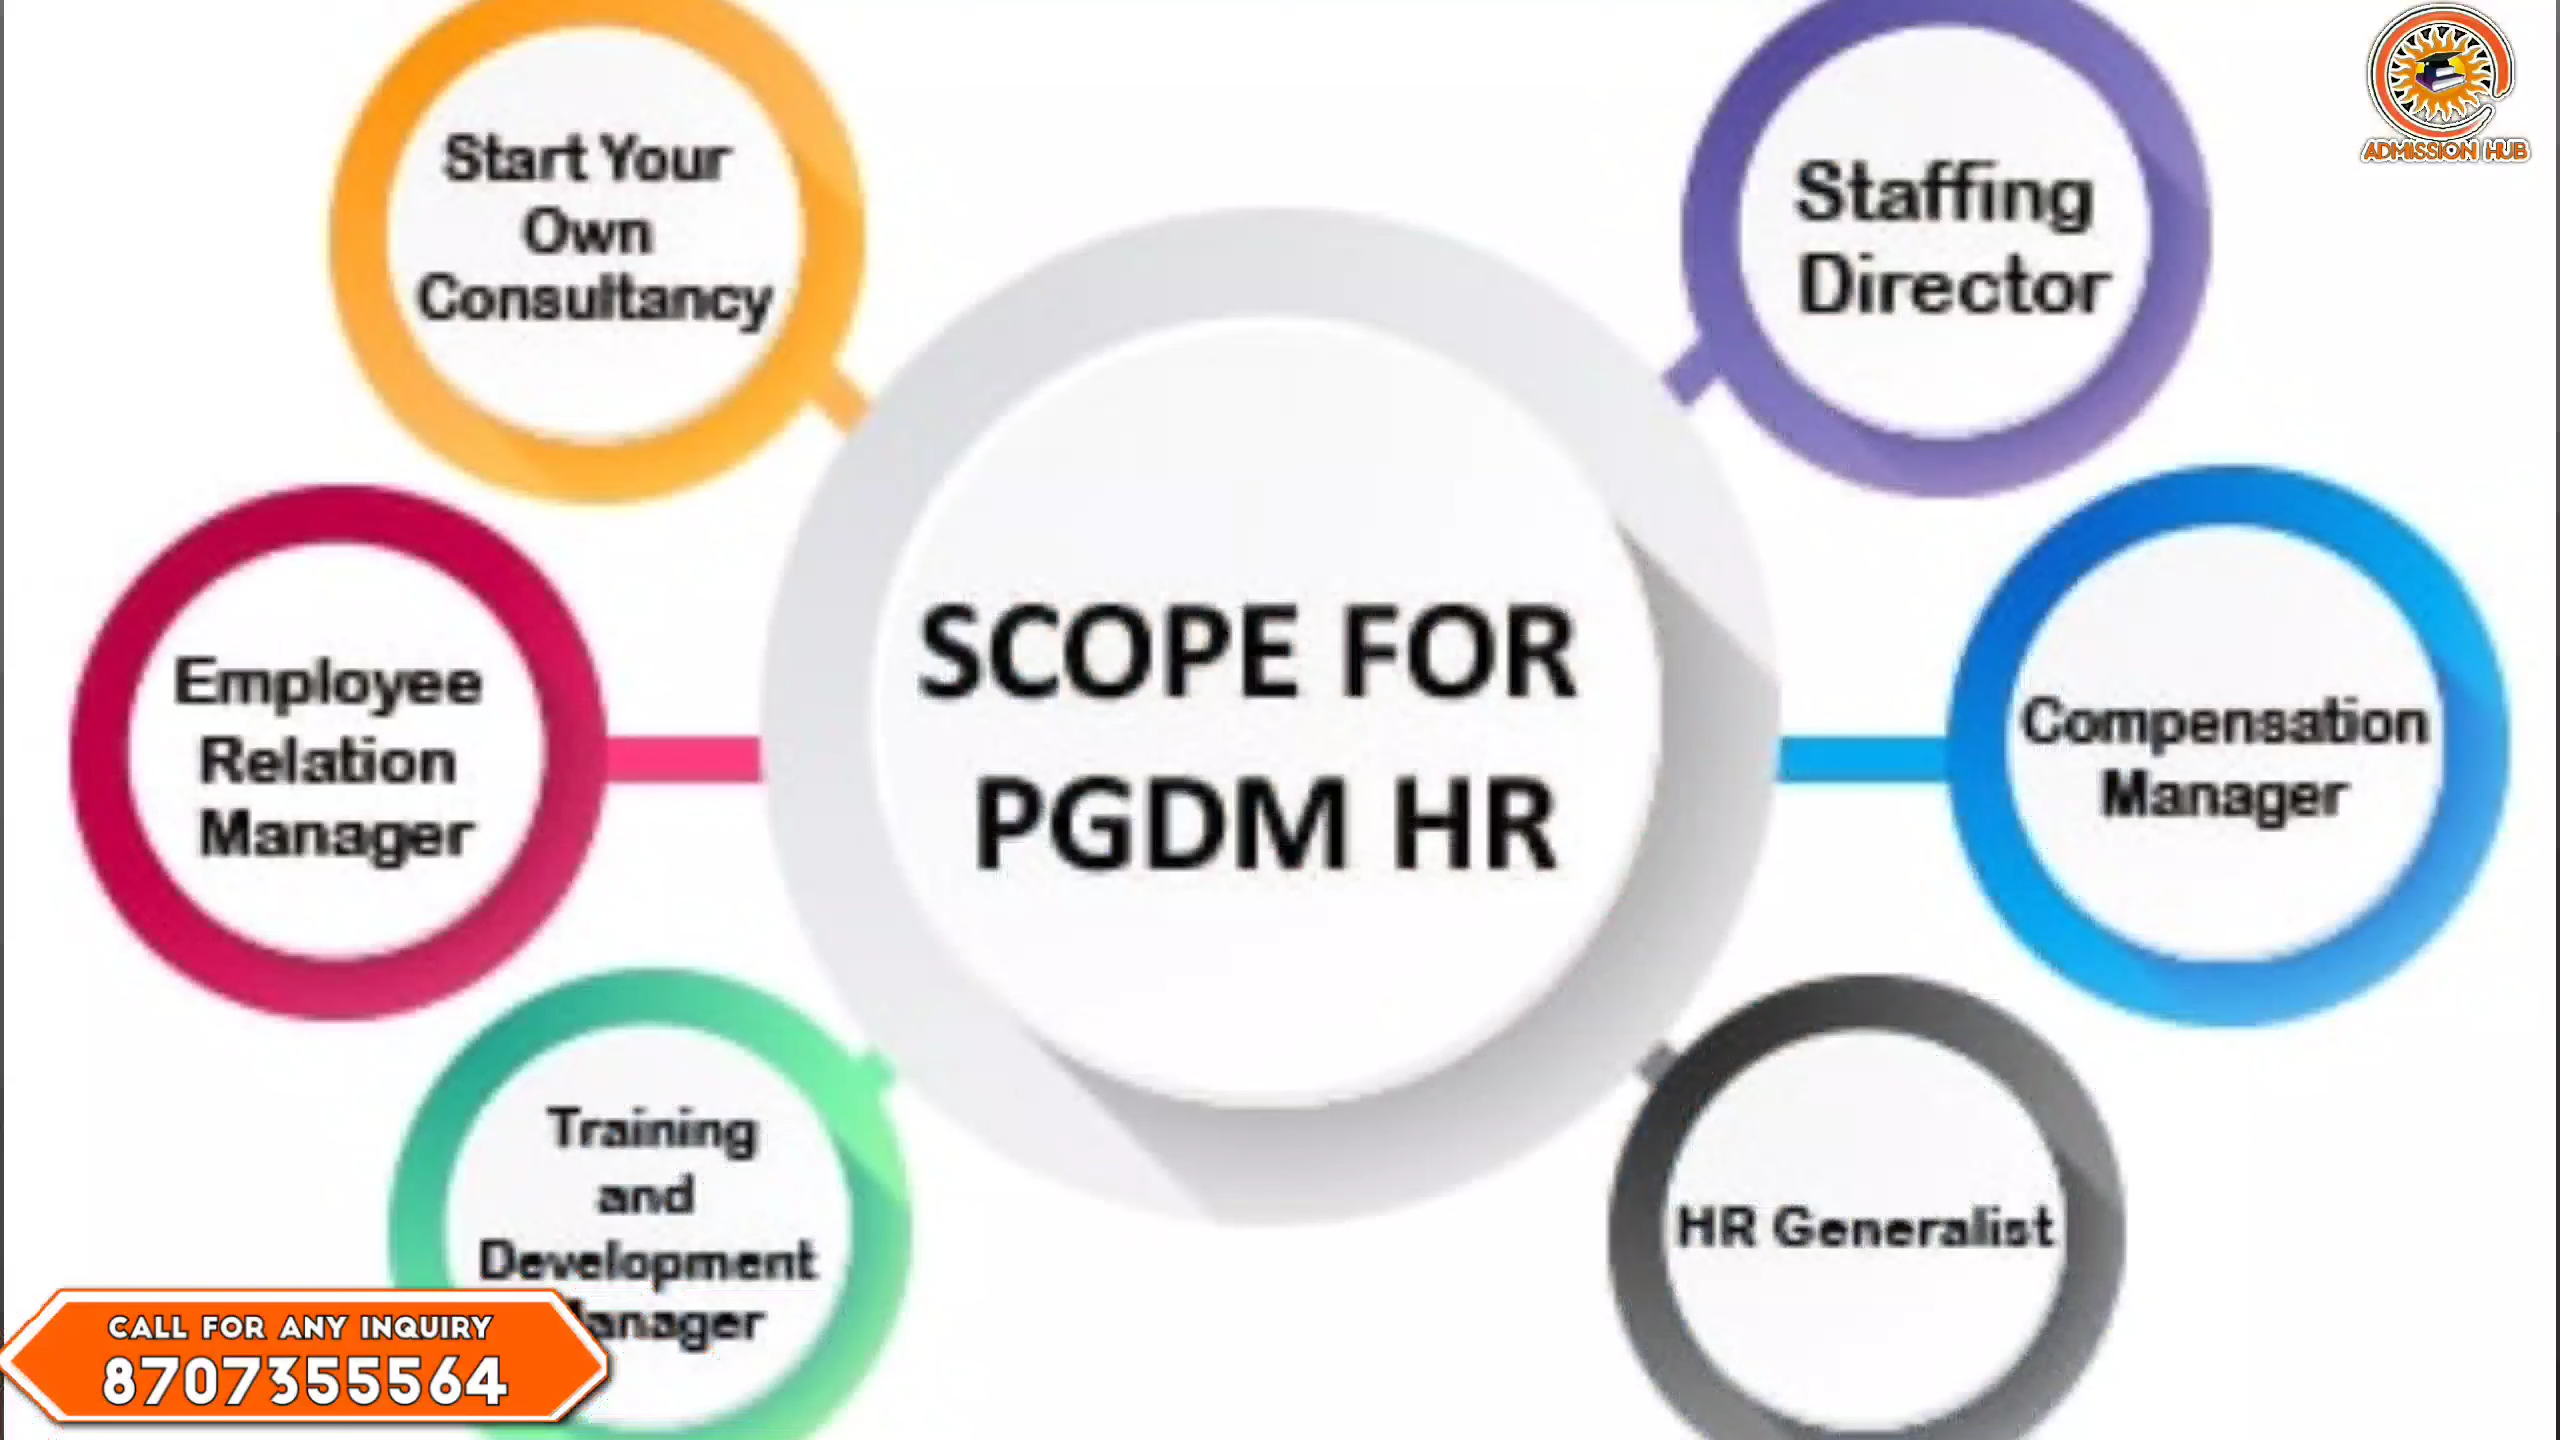 Start Your
Own
Consultancy
Staffing
Director
ADMISSION HUB
SCOPE FOR
PGDM HR
Employee
Relation
Manager
Compensation
Manager
Training
and
Development
anager
HR Generalist
CALL FOR ANY INQUIRY
8707355564